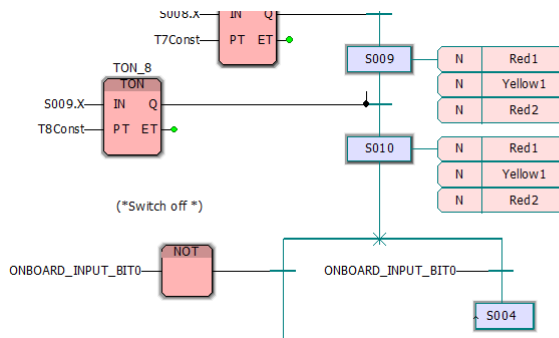 S008.X IN Q
T7Const PT ET
S009 N Red1
N Yellow1
N Red2
TON_8
TON
S009.X IN Q
T8Const PT ET
S010 N Red1
N Yellow1
N Red2
(*Switch off *)
NOT
ONBOARD_INPUT_BIT0 ONBOARD_INPUT_BIT0
S004